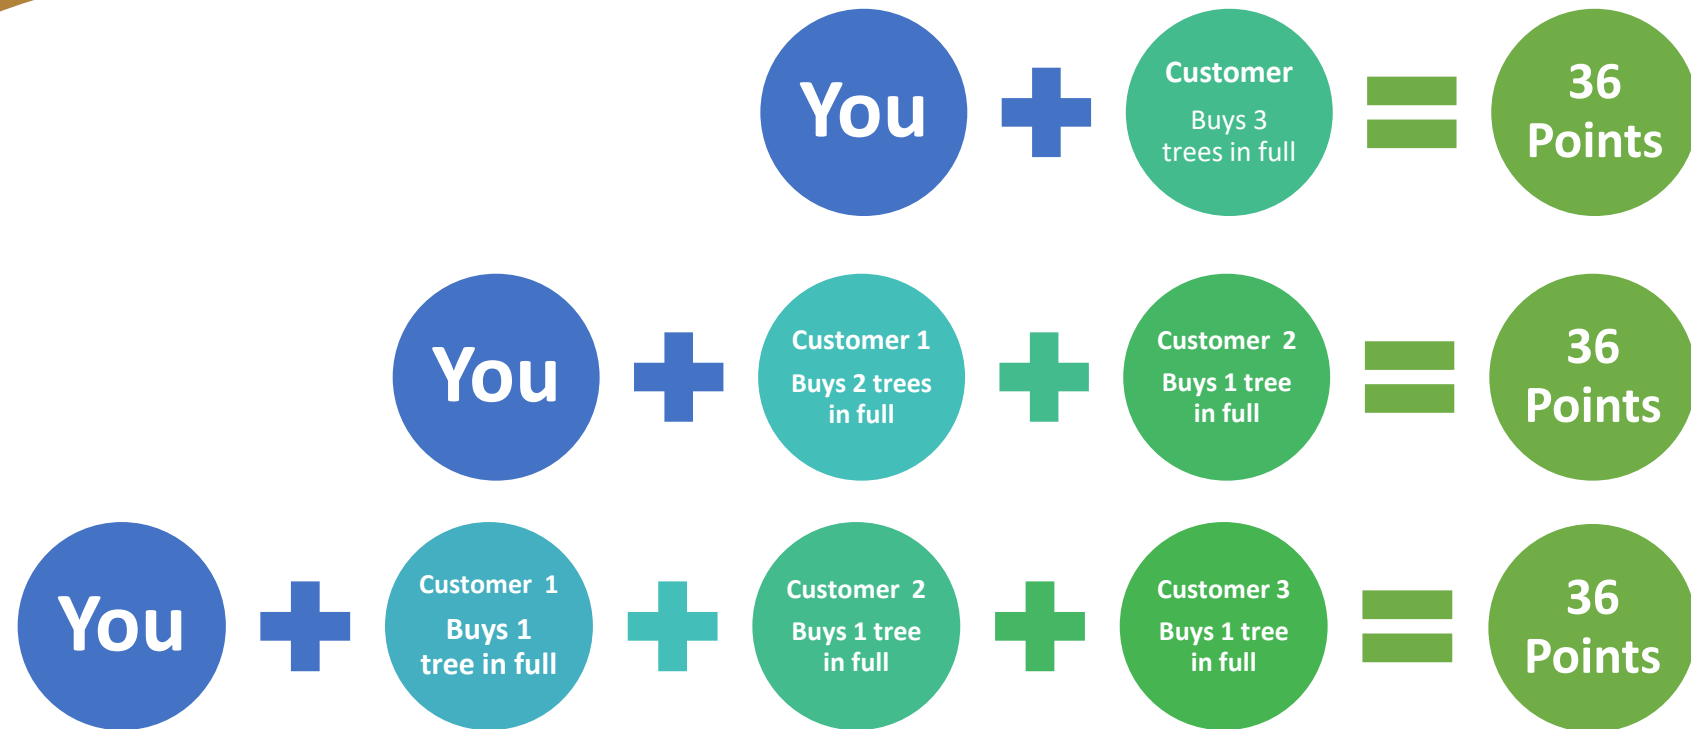 You
Customer
Buys 3
trees in full
36
Points
You
Customer 1
Buys 2 trees
in full
Customer 2
Buys 1 tree
in full
36
Points
You
Customer 1
Buys 1
tree in full
Customer 2
Buys 1 tree
in full
Customer 3
Buys 1 tree
in full
36
Points